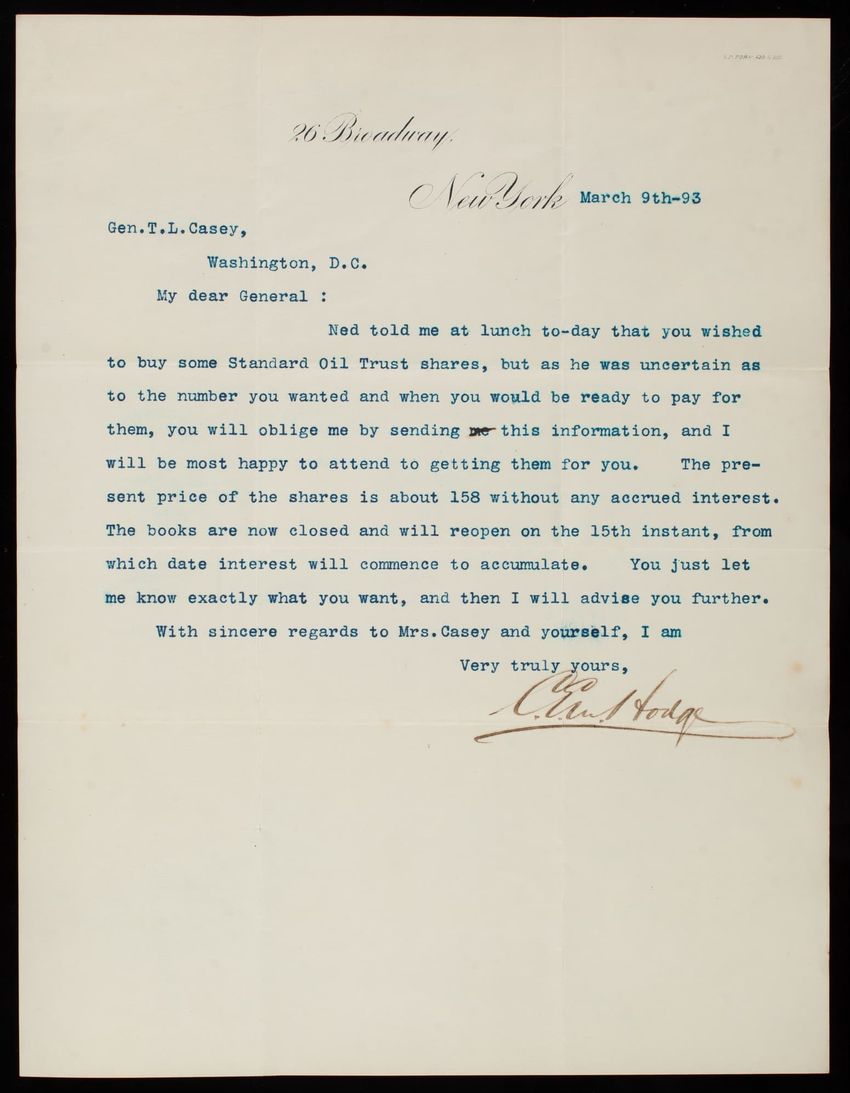 26 Broadway.
New York March 9th-93
Gen.T.L.Casey,
Washington, D.C.
My dear General :
Ned told me at lunch to-day that you wished
to buy some Standard Oil Trust shares, but as he was uncertain as
to the number you wanted and when you would be ready to pay for
them, you will oblige me by sending me this information, and I
will be most happy to attend to getting them for you. The pre-
sent price of the shares is about 158 without any accrued interest.
The books are now closed and will reopen on the 15th instant, from
which date interest will commence to accumulate. You just let
me know exactly what you want, and then I will advise you further.
With sincere regards to Mrs.Casey and yourself, I am
Very truly yours,
Hodge